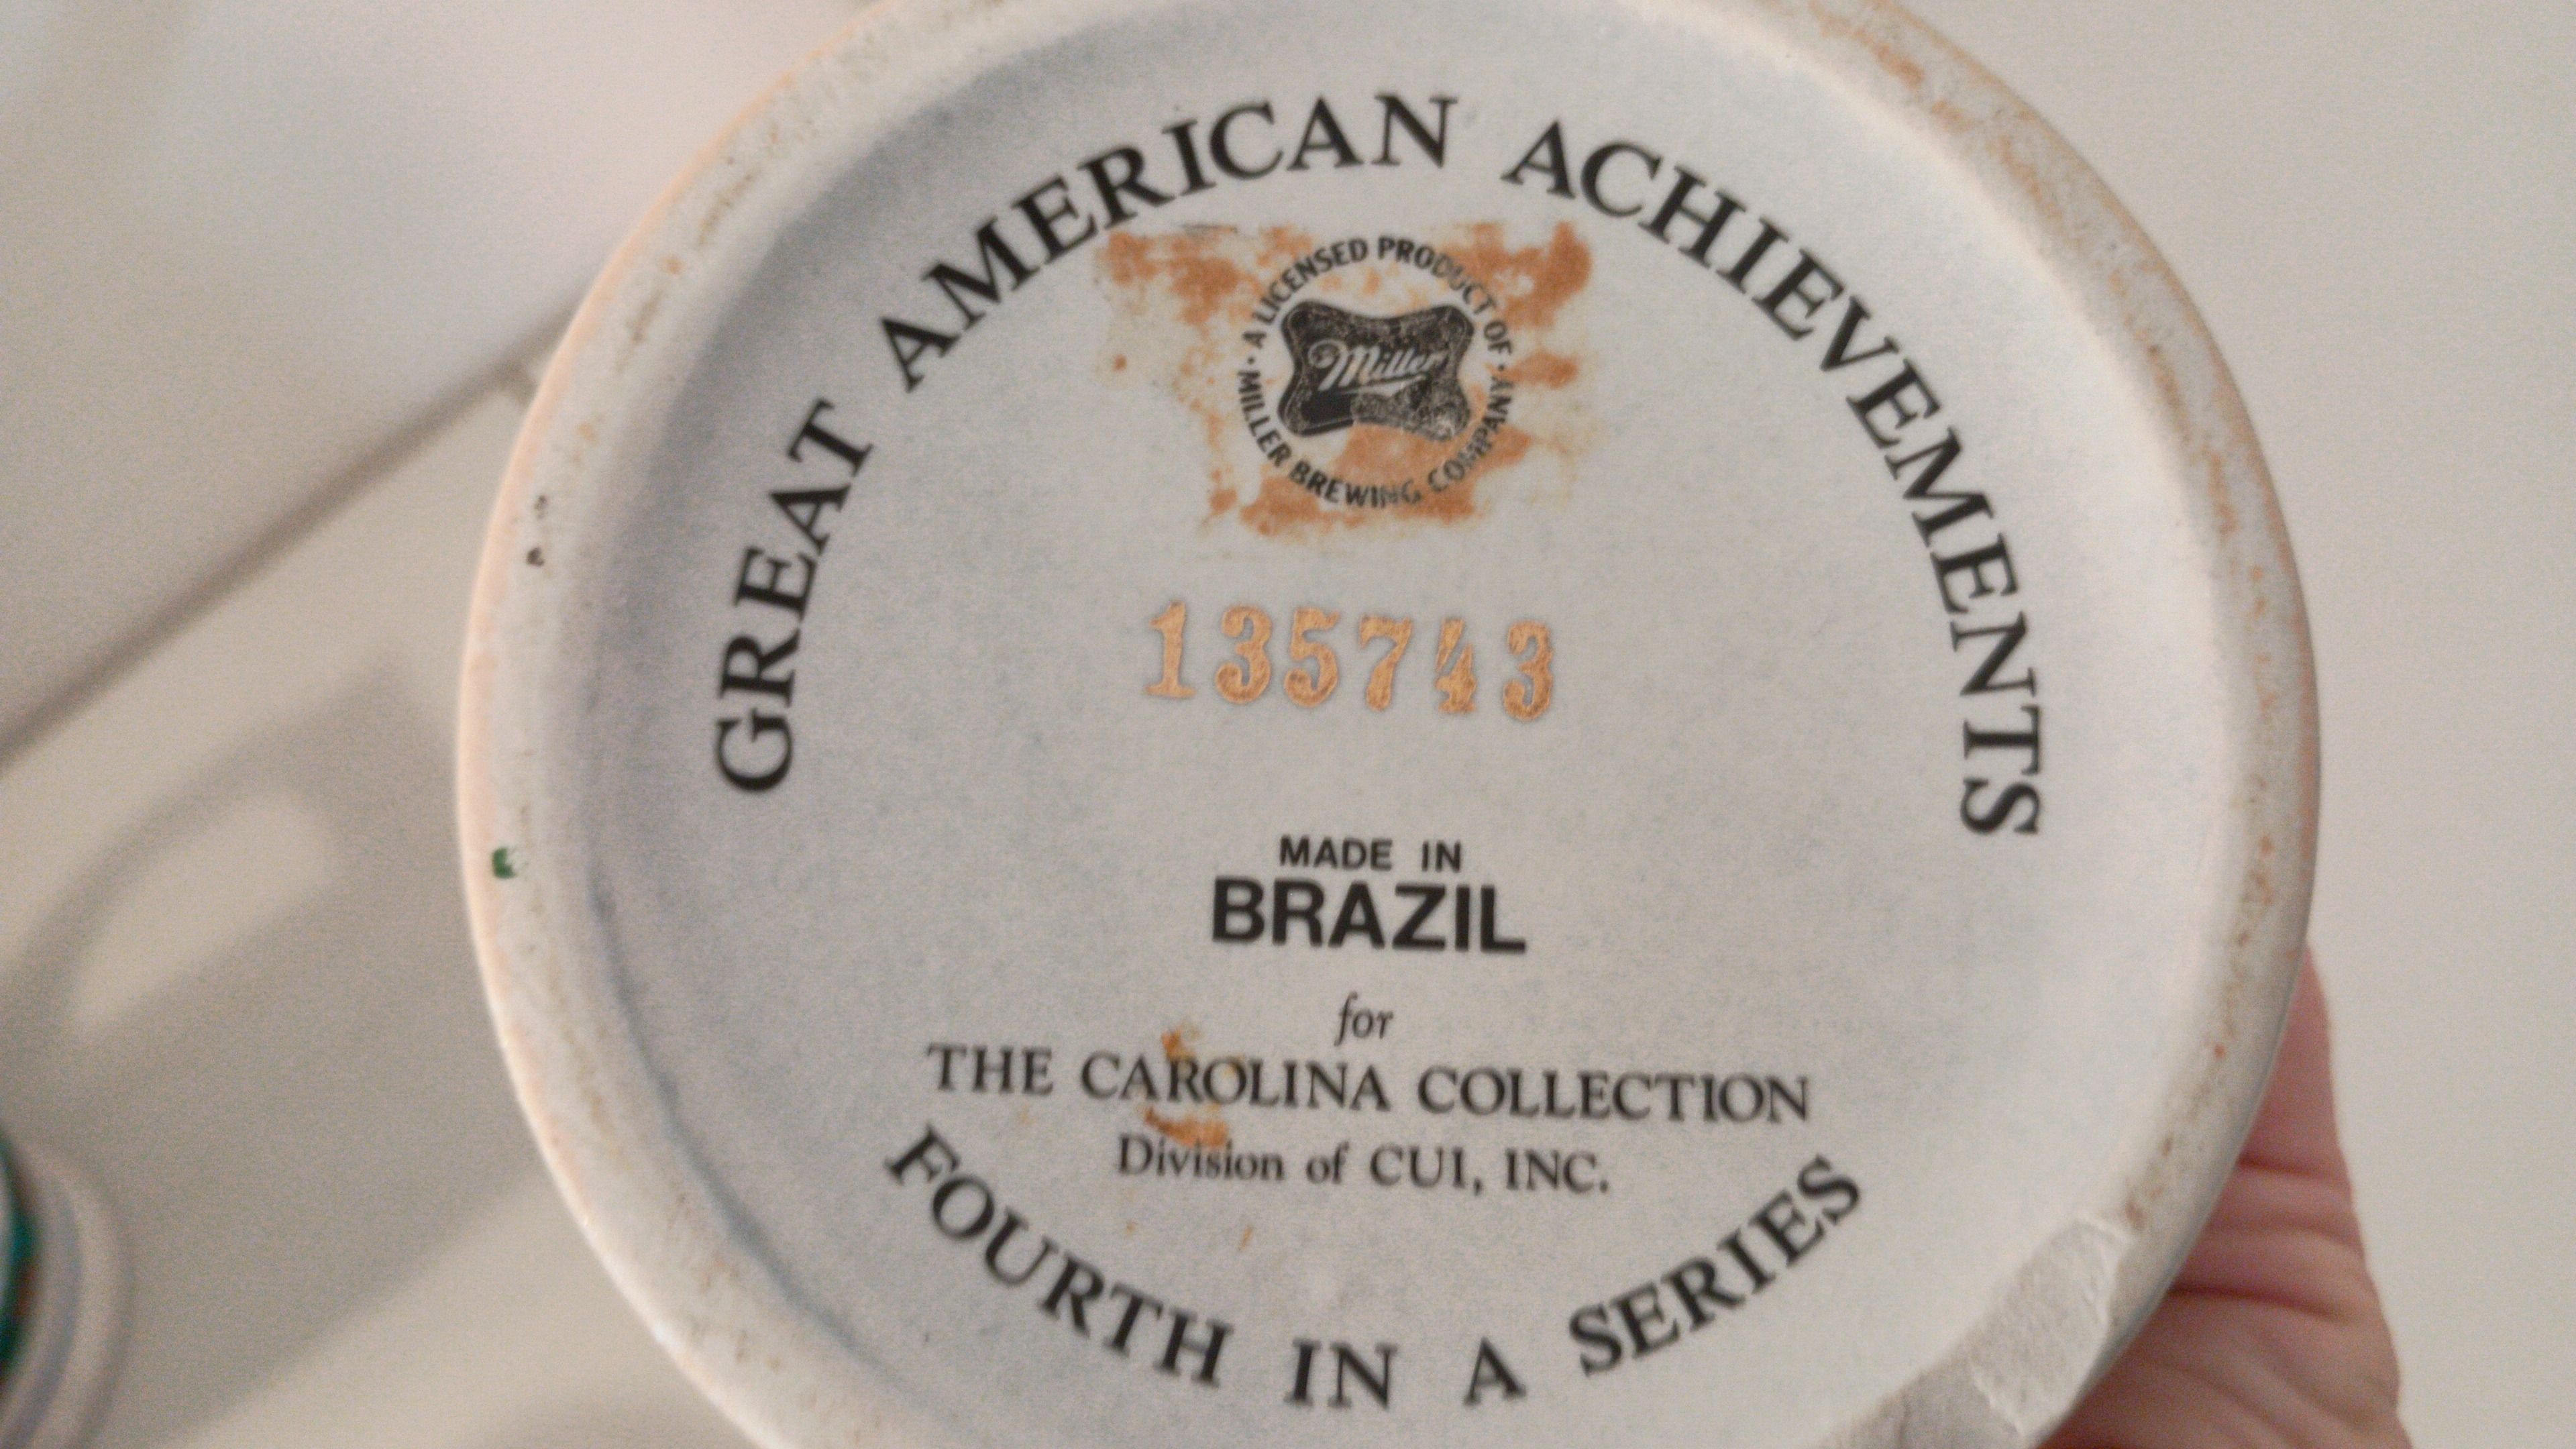 GREAT AMERICAN ACHIEVEMENTS
· A LICENSED PRODUCT OF ·
Miller
MILLER BREWING COMPANY
135743
MADE IN
BRAZIL
for
THE CAROLINA COLLECTION
Division of CUI, INC.
FOURTH IN A SERIES